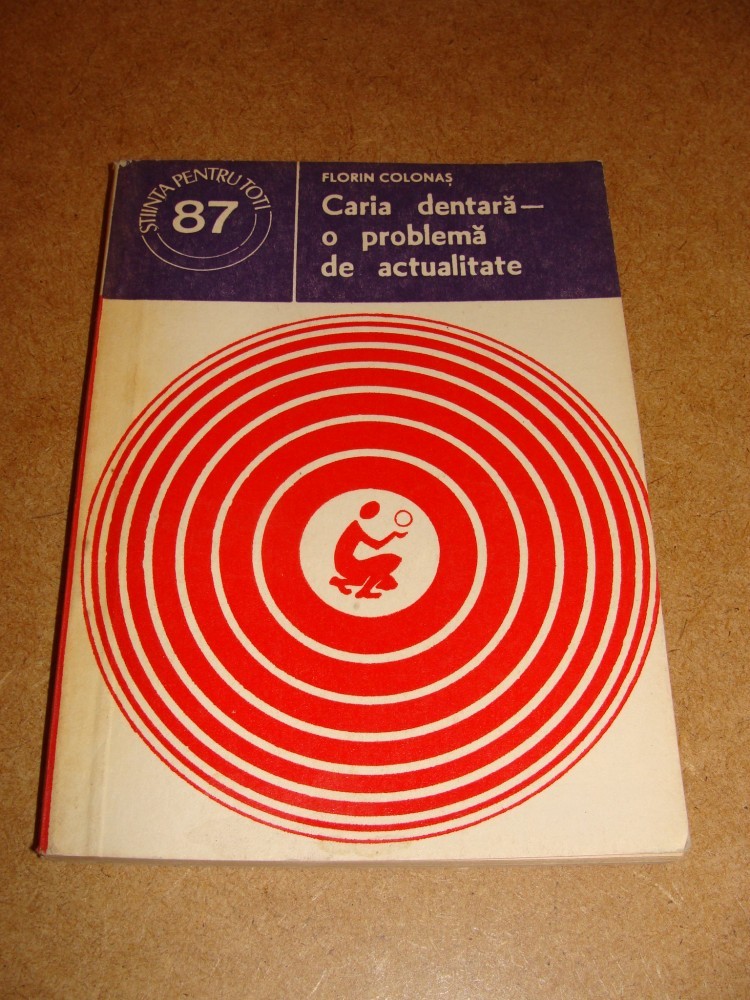 ȘTIINȚA PENTRU TOȚI
87
FLORIN COLONAȘ
Caria dentară—
o problemă
de actualitate